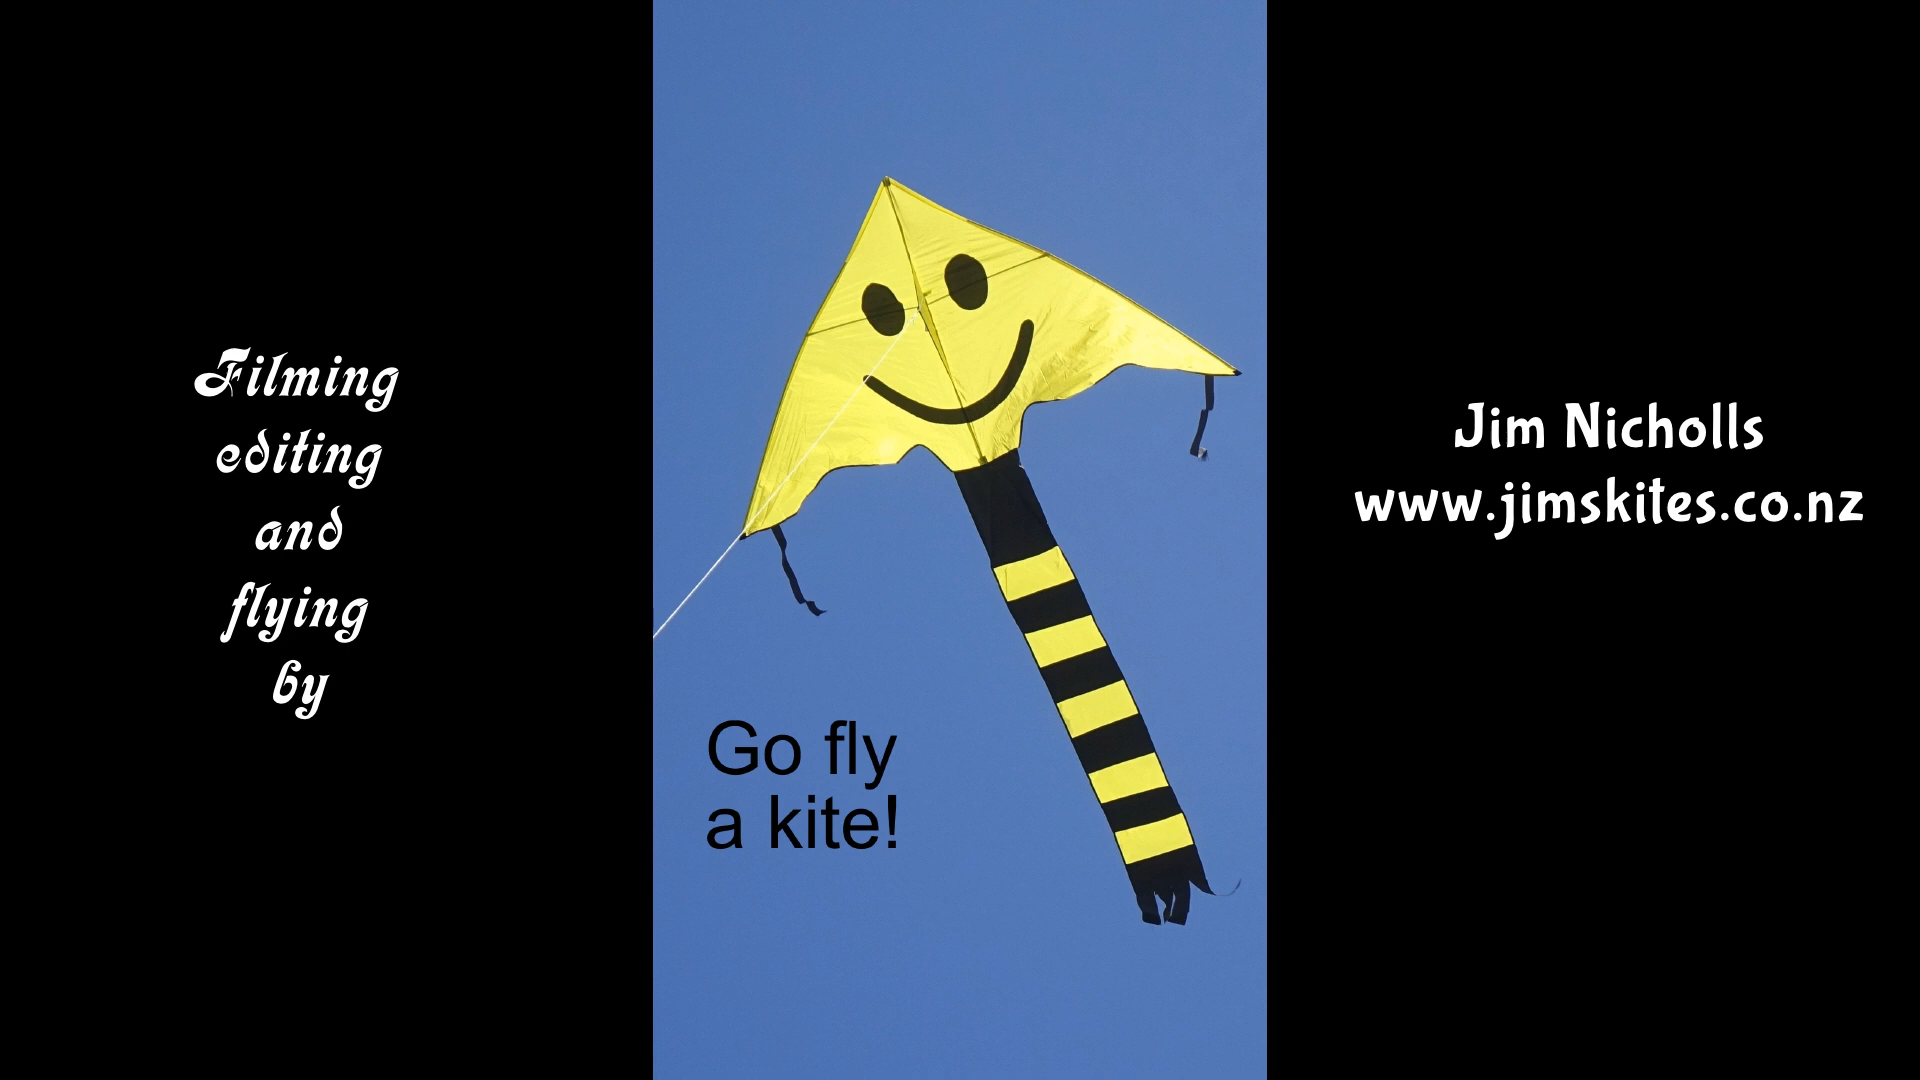 Filming
editing
and
flying
by
Go fly
a kite!
Jim Nicholls
www.jimskites.co.nz